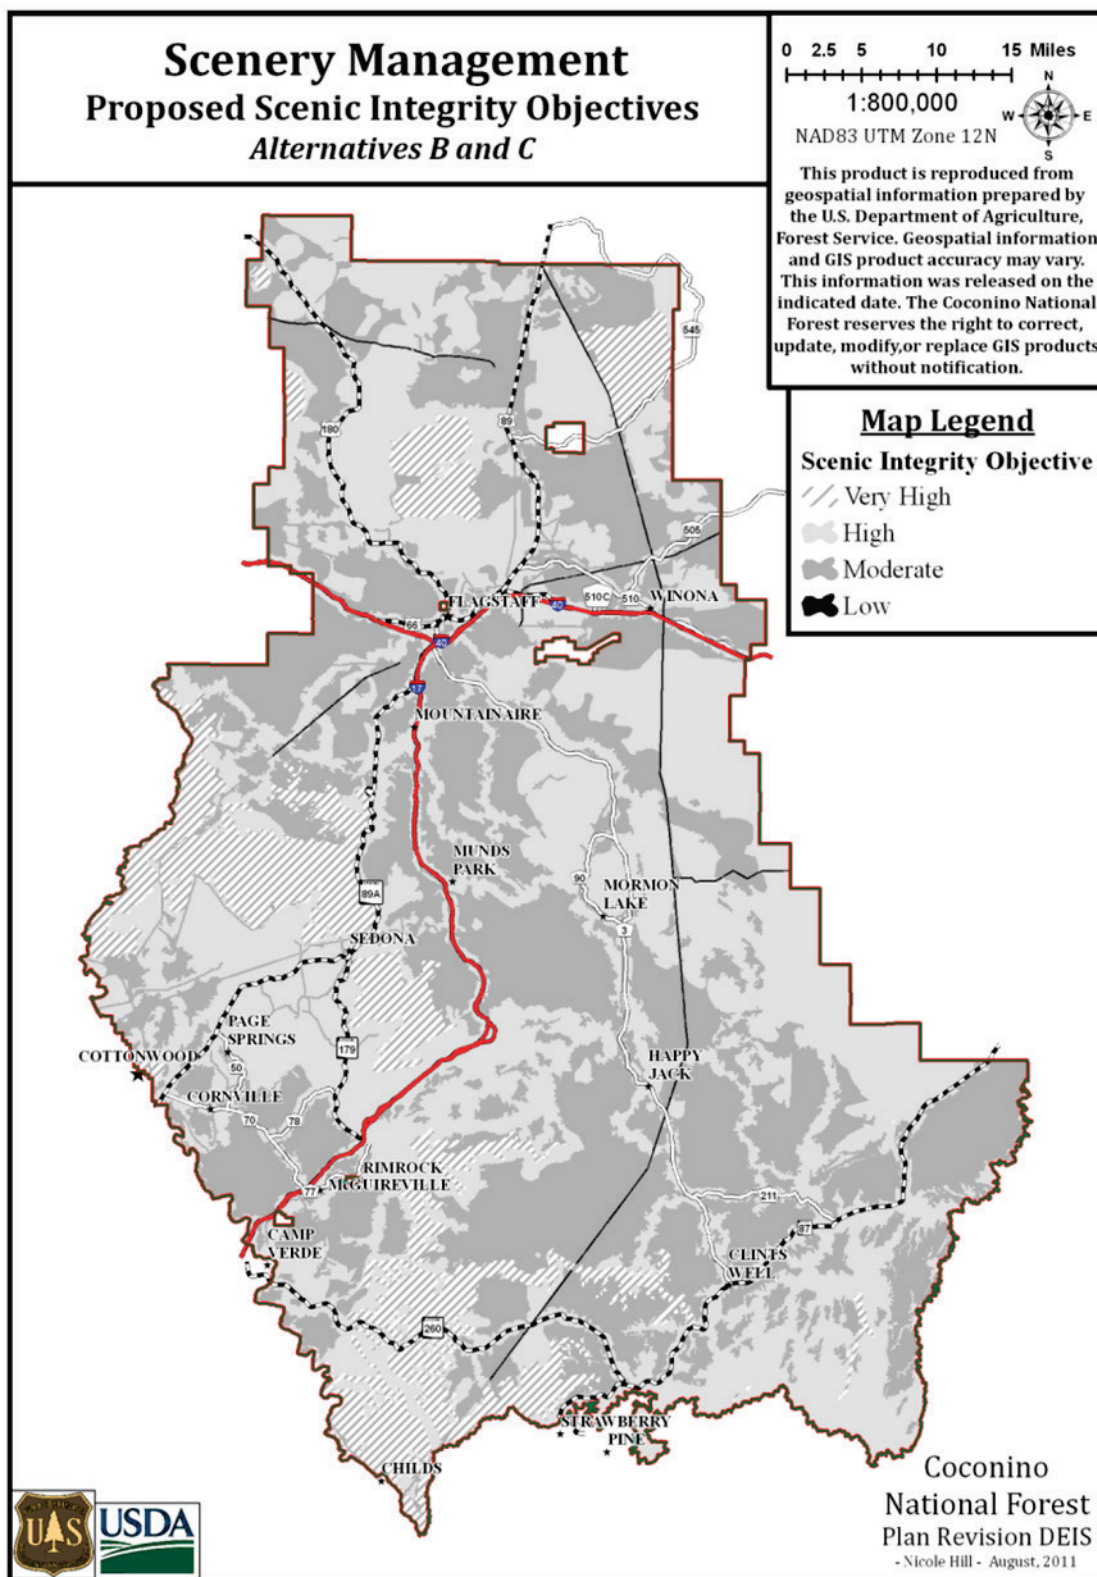 Scenery Management
Proposed Scenic Integrity Objectives
Alternatives B and C
0 2.5 5 10 15 Miles
1:800,000
NAD83 UTM Zone 12N
N
W E
S
This product is reproduced from
geospatial information prepared by
the U.S. Department of Agriculture,
Forest Service. Geospatial information
and GIS product accuracy may vary.
This information was released on the
indicated date. The Coconino National
Forest reserves the right to correct,
update, modify,or replace GIS products
without notification.
Map Legend
Scenic Integrity Objective
Very High
High
Moderate
Low
545
89
180
505
FLAGSTAFF
40
510C
510
WINONA
66
40
17
MOUNTAINAIRE
MUNDS
PARK
90
MORMON
LAKE
89A
3
SEDONA
PAGE
SPRINGS
179
COTTONWOOD
50
HAPPY
JACK
CORNVILLE
70
78
RIMROCK
77
McGUIREVILLE
211
87
CAMP
VERDE
CLINTS
WELL
260
STRAWBERRY
PINE
CHILDS
Coconino
National Forest
Plan Revision DEIS
- Nicole Hill - August, 2011
U S
USDA